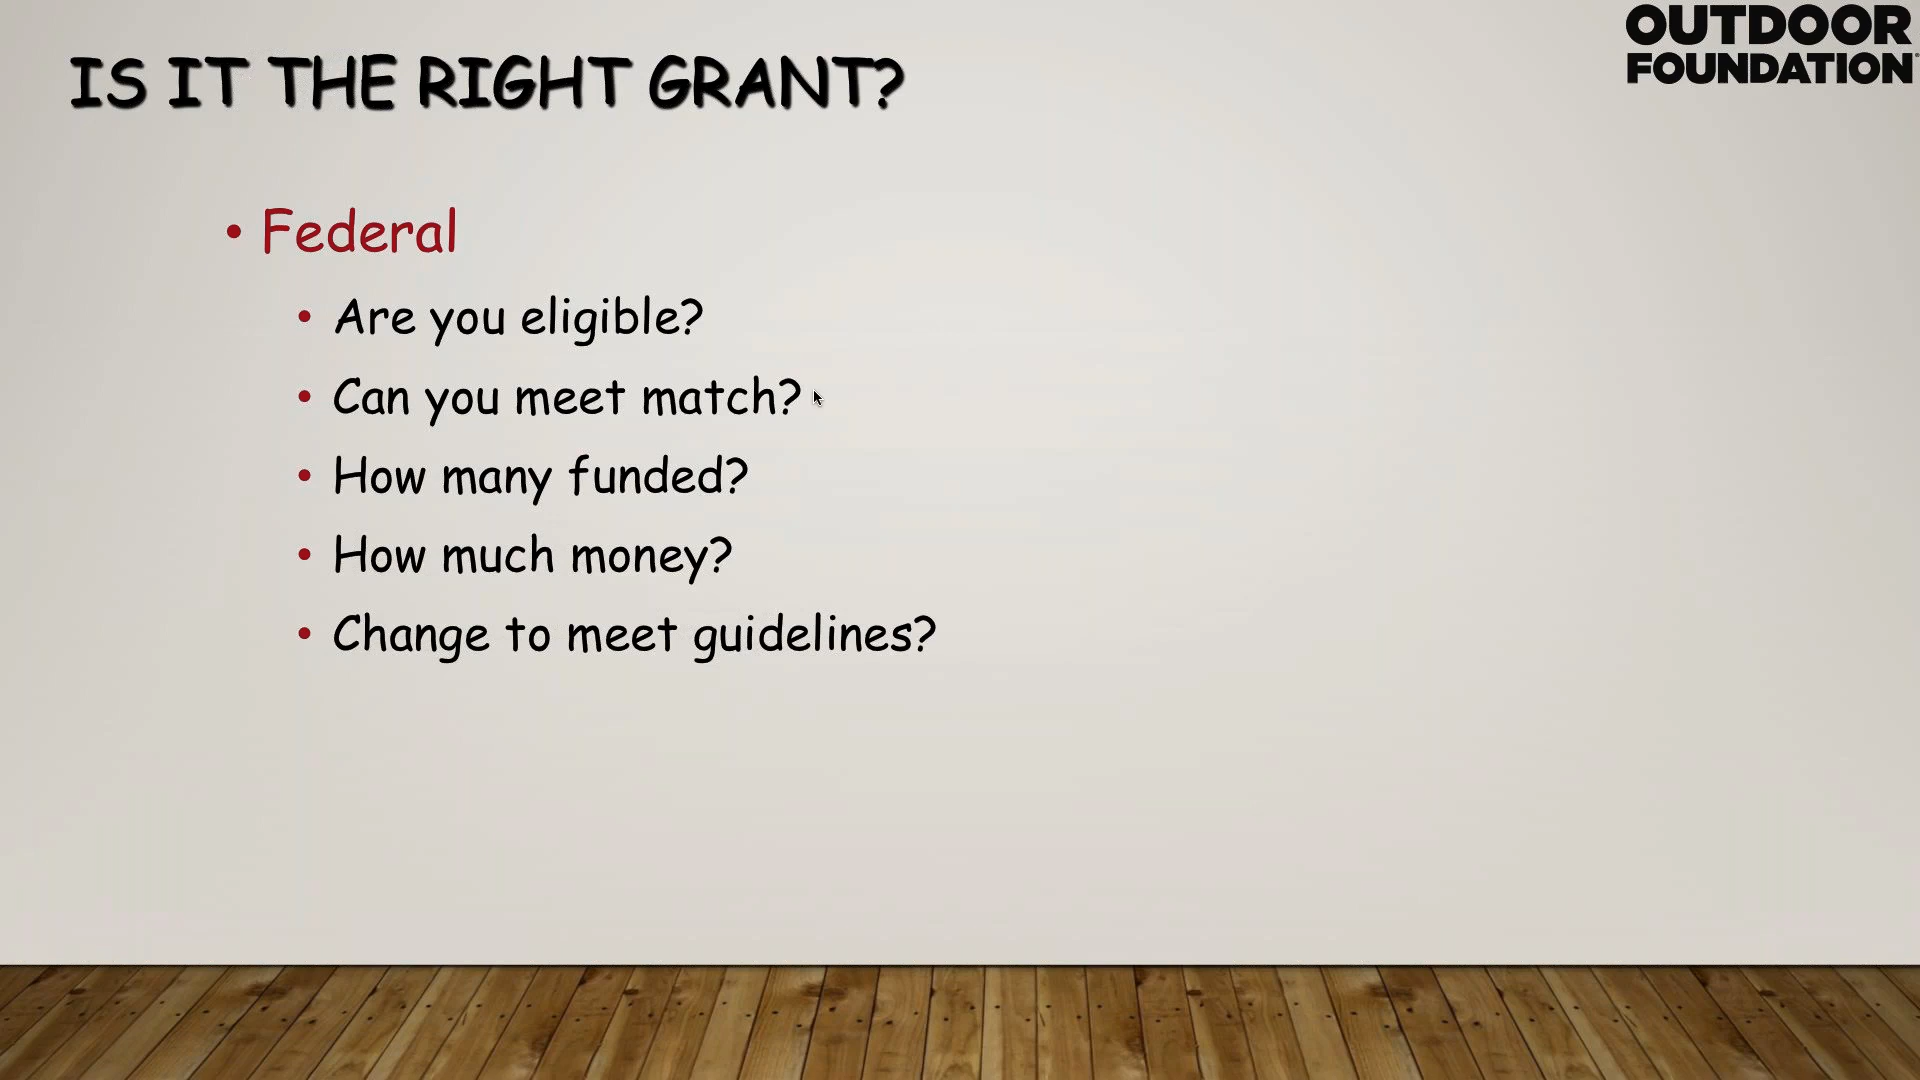 OUTDOOR
FOUNDATION
IS IT THE RIGHT GRANT?
• Federal
• Are you eligible?
• Can you meet match?
• How many funded?
• How much money?
• Change to meet guidelines?